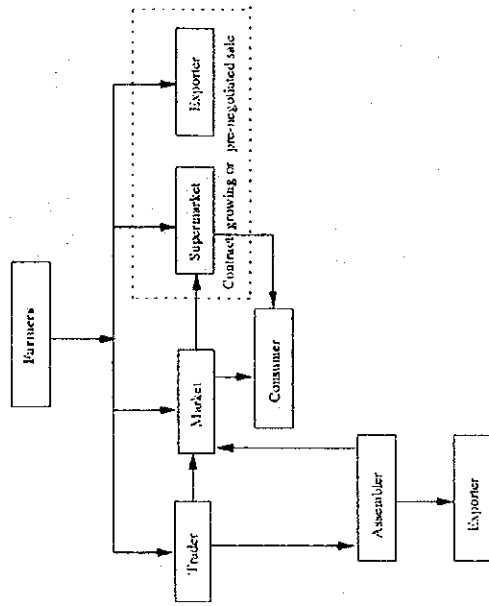 Farmers
Trader
Market
Supermarket
Exporter
Contract growing or pre-negotiated sale
Consumer
Assembler
Exporter